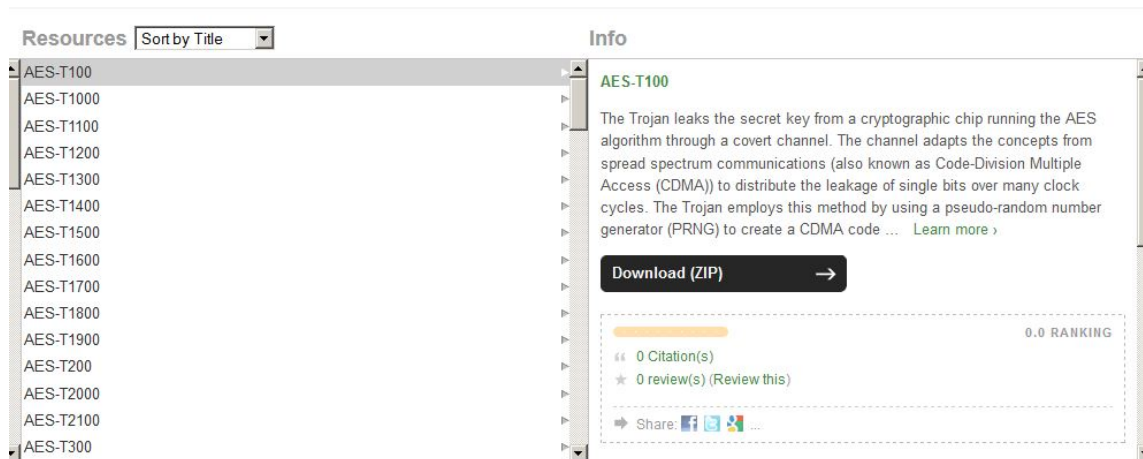 Resources Sort by Title
AES-T100
AES-T1000
AES-T1100
AES-T1200
AES-T1300
AES-T1400
AES-T1500
AES-T1600
AES-T1700
AES-T1800
AES-T1900
AES-T200
AES-T2000
AES-T2100
AES-T300
Info
AES-T100
The Trojan leaks the secret key from a cryptographic chip running the AES
algorithm through a covert channel. The channel adapts the concepts from
spread spectrum communications (also known as Code-Division Multiple
Access (CDMA)) to distribute the leakage of single bits over many clock
cycles. The Trojan employs this method by using a pseudo-random number
generator (PRNG) to create a CDMA code ... Learn more ›
Download (ZIP) →
0.0 RANKING
0 Citation(s)
0 review(s) (Review this)
Share: ...